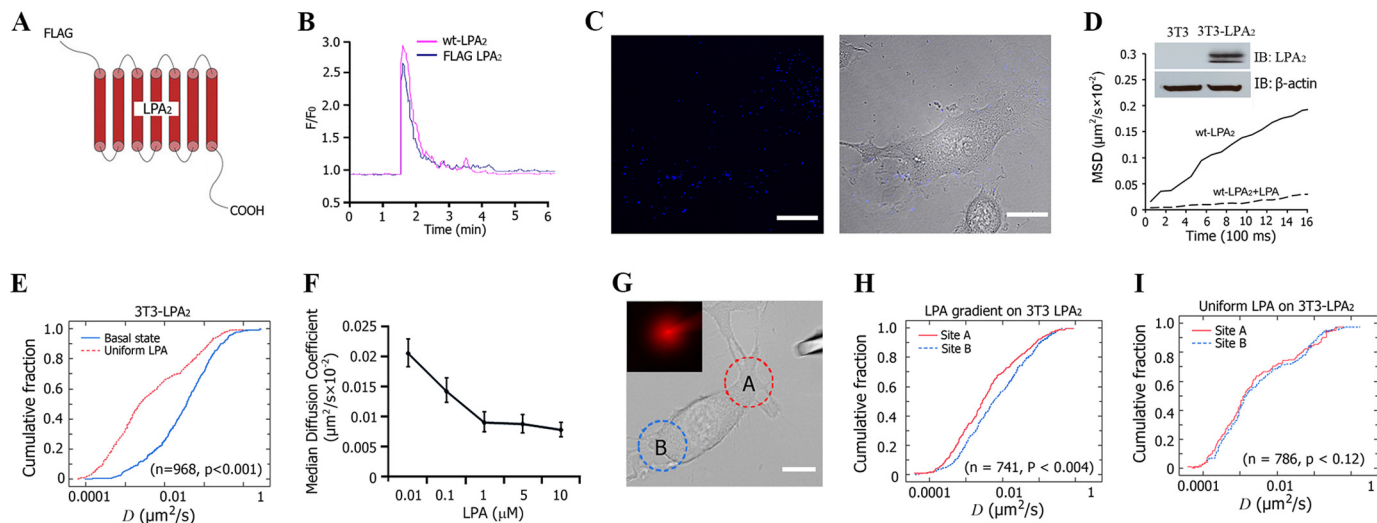 A
FLAG
LPA₂
COOH
B
wt-LPA₂
FLAG LPA₂
F/F₀
3.0
2.5
2.0
1.5
1.0
0.5
0
0 1 2 3 4 5 6
Time (min)
C
D
3T3 3T3-LPA₂
IB: LPA₂
IB: β-actin
MSD (μm²/s×10⁻²)
0.3
0.25
0.2
0.15
0.1
0.05
0
wt-LPA₂
wt-LPA₂+LPA
0 2 4 6 8 10 12 14 16
Time (100 ms)
E
3T3-LPA₂
Basal state
Uniform LPA
Cumulative fraction
1.0
0.8
0.6
0.4
0.2
0
(n=968, p<0.001)
0.0001 0.01 1
D (μm²/s)
F
Median Diffusion Coefficient
(μm²/s×10⁻²)
0.025
0.02
0.015
0.01
0.005
0
0.01 0.1 1 5 10
LPA (μM)
G
A
B
H
LPA gradient on 3T3 LPA₂
Site A
Site B
Cumulative fraction
1.0
0.8
0.6
0.4
0.2
0
(n = 741, P < 0.004)
0.0001 0.01 1
D (μm²/s)
I
Uniform LPA on 3T3-LPA₂
Site A
Site B
Cumulative fraction
1.0
0.8
0.6
0.4
0.2
0
(n = 786, p < 0.12)
0.0001 0.01 1
D (μm²/s)